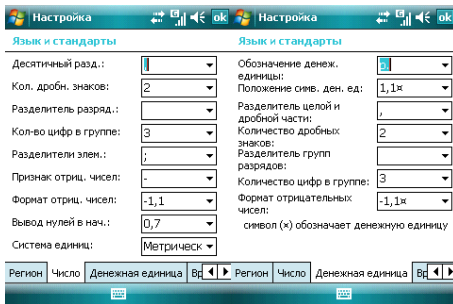 Настройка
ok
Язык и стандарты
Десятичный разд.:
Кол. дробн. знаков:
2
Разделитель разряд.:
Кол-во цифр в группе:
3
Разделители элем.:
;
Признак отриц. чисел:
-
Формат отриц. чисел:
-1,1
Вывод нулей в нач.:
0,7
Система единиц:
Метрическ
Регион Число Денежная единица Вр
Настройка
ok
Язык и стандарты
Обозначение денеж.
единицы:
р.
Положение симв. ден. ед:
1,1¤
Разделитель целой и
дробной части:
,
Количество дробных
знаков:
2
Разделитель групп
разрядов:
Количество цифр в группе:
3
Формат отрицательных
чисел:
-1,1¤
символ (¤) обозначает денежную единицу
Регион Число Денежная единица Вр